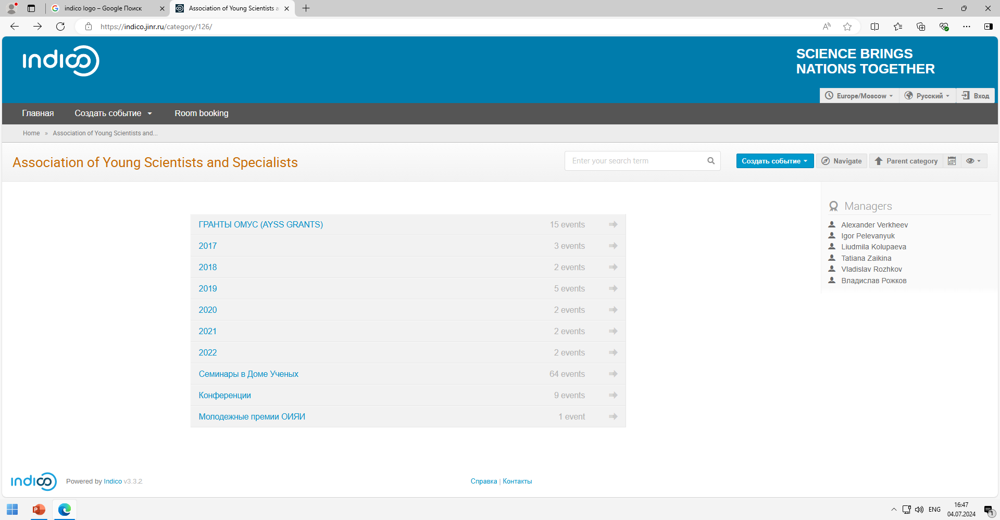 indico logo – Google Поиск
Association of Young Scientists a
https://indico.jinr.ru/category/126/
indico
SCIENCE BRINGS
NATIONS TOGETHER
Europe/Moscow
Русский
Вход
Главная
Создать событие
Room booking
Home » Association of Young Scientists and...
Association of Young Scientists and Specialists
Enter your search term
Создать событие
Navigate
Parent category
Managers
Alexander Verkheev
Igor Pelevanyuk
Liudmila Kolupaeva
Tatiana Zaikina
Vladislav Rozhkov
Владислав Рожков
ГРАНТЫ ОМУС (AYSS GRANTS) 15 events
2017 3 events
2018 2 events
2019 5 events
2020 2 events
2021 2 events
2022 2 events
Семинары в Доме Ученых 64 events
Конференции 9 events
Молодежные премии ОИЯИ 1 event
indico
Powered by Indico v3.3.2
Справка | Контакты
ENG
16:47
04.07.2024
1